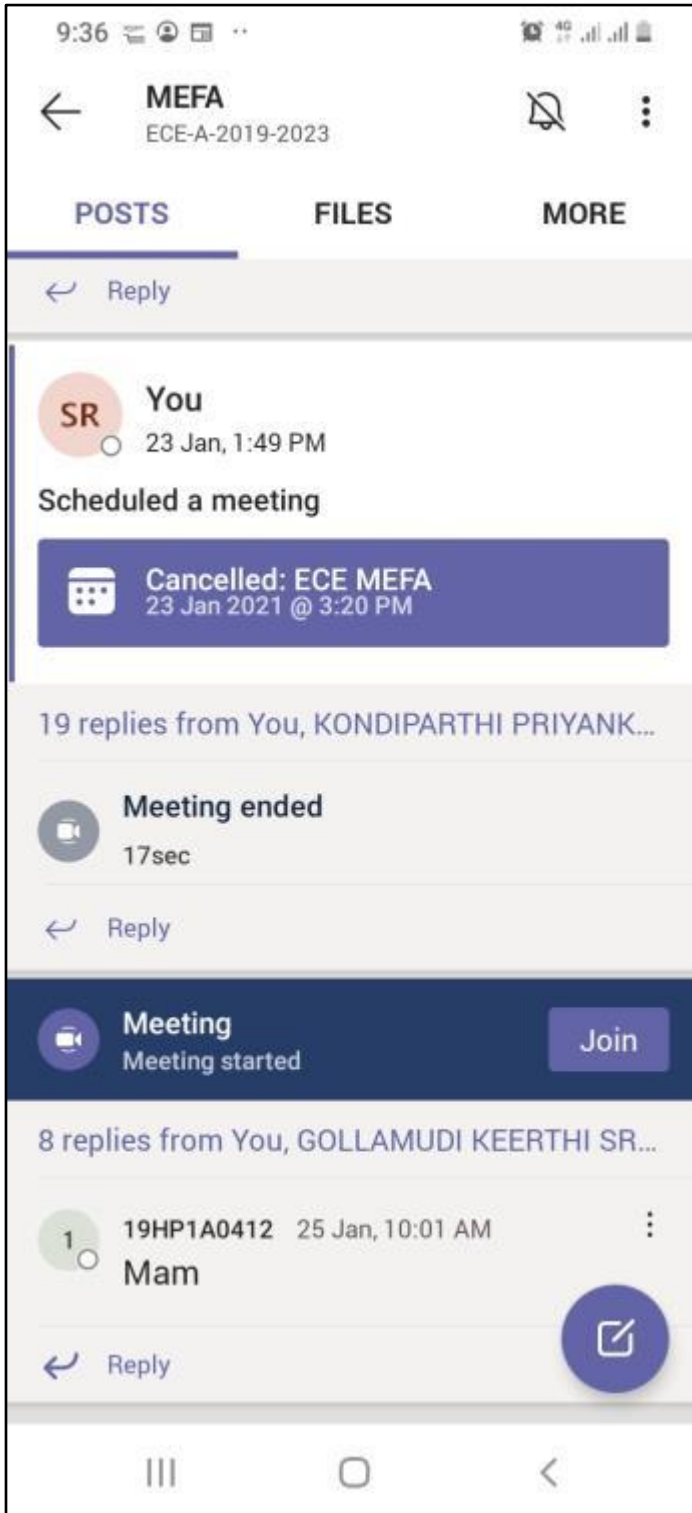 9:36
4G
MEFA
ECE-A-2019-2023
POSTS FILES MORE
Reply
SR
You
23 Jan, 1:49 PM
Scheduled a meeting
Cancelled: ECE MEFA
23 Jan 2021 @ 3:20 PM
19 replies from You, KONDIPARTHI PRIYANK...
Meeting ended
17sec
Reply
Meeting
Meeting started
Join
8 replies from You, GOLLAMUDI KEERTHI SR...
1
19HP1A0412 25 Jan, 10:01 AM
Mam
Reply